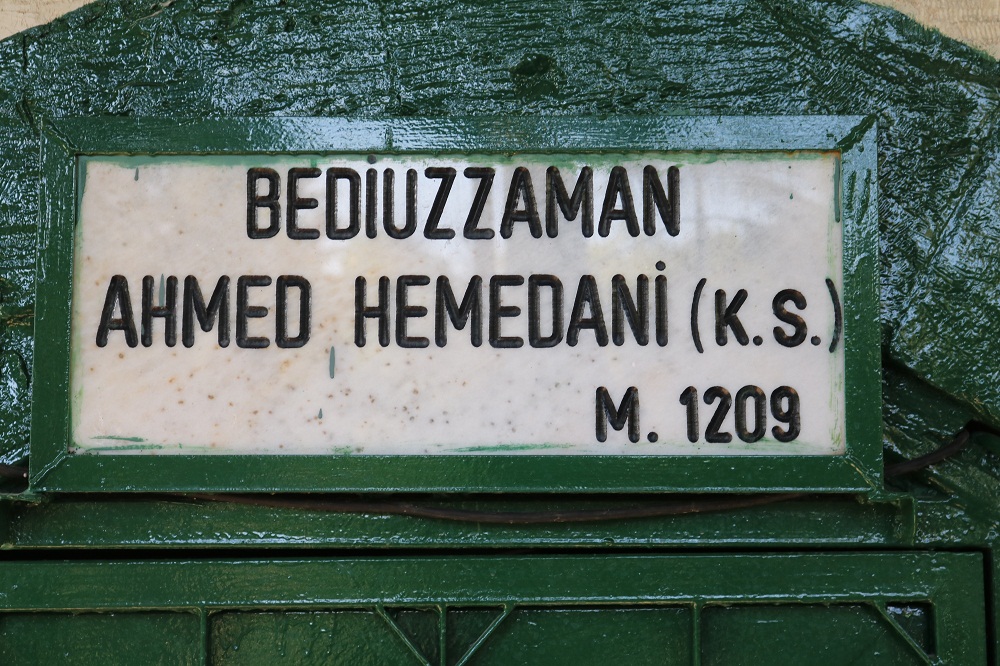 BEDIUZZAMAN
AHMED HEMEDANİ (K.S.)
M. 1209